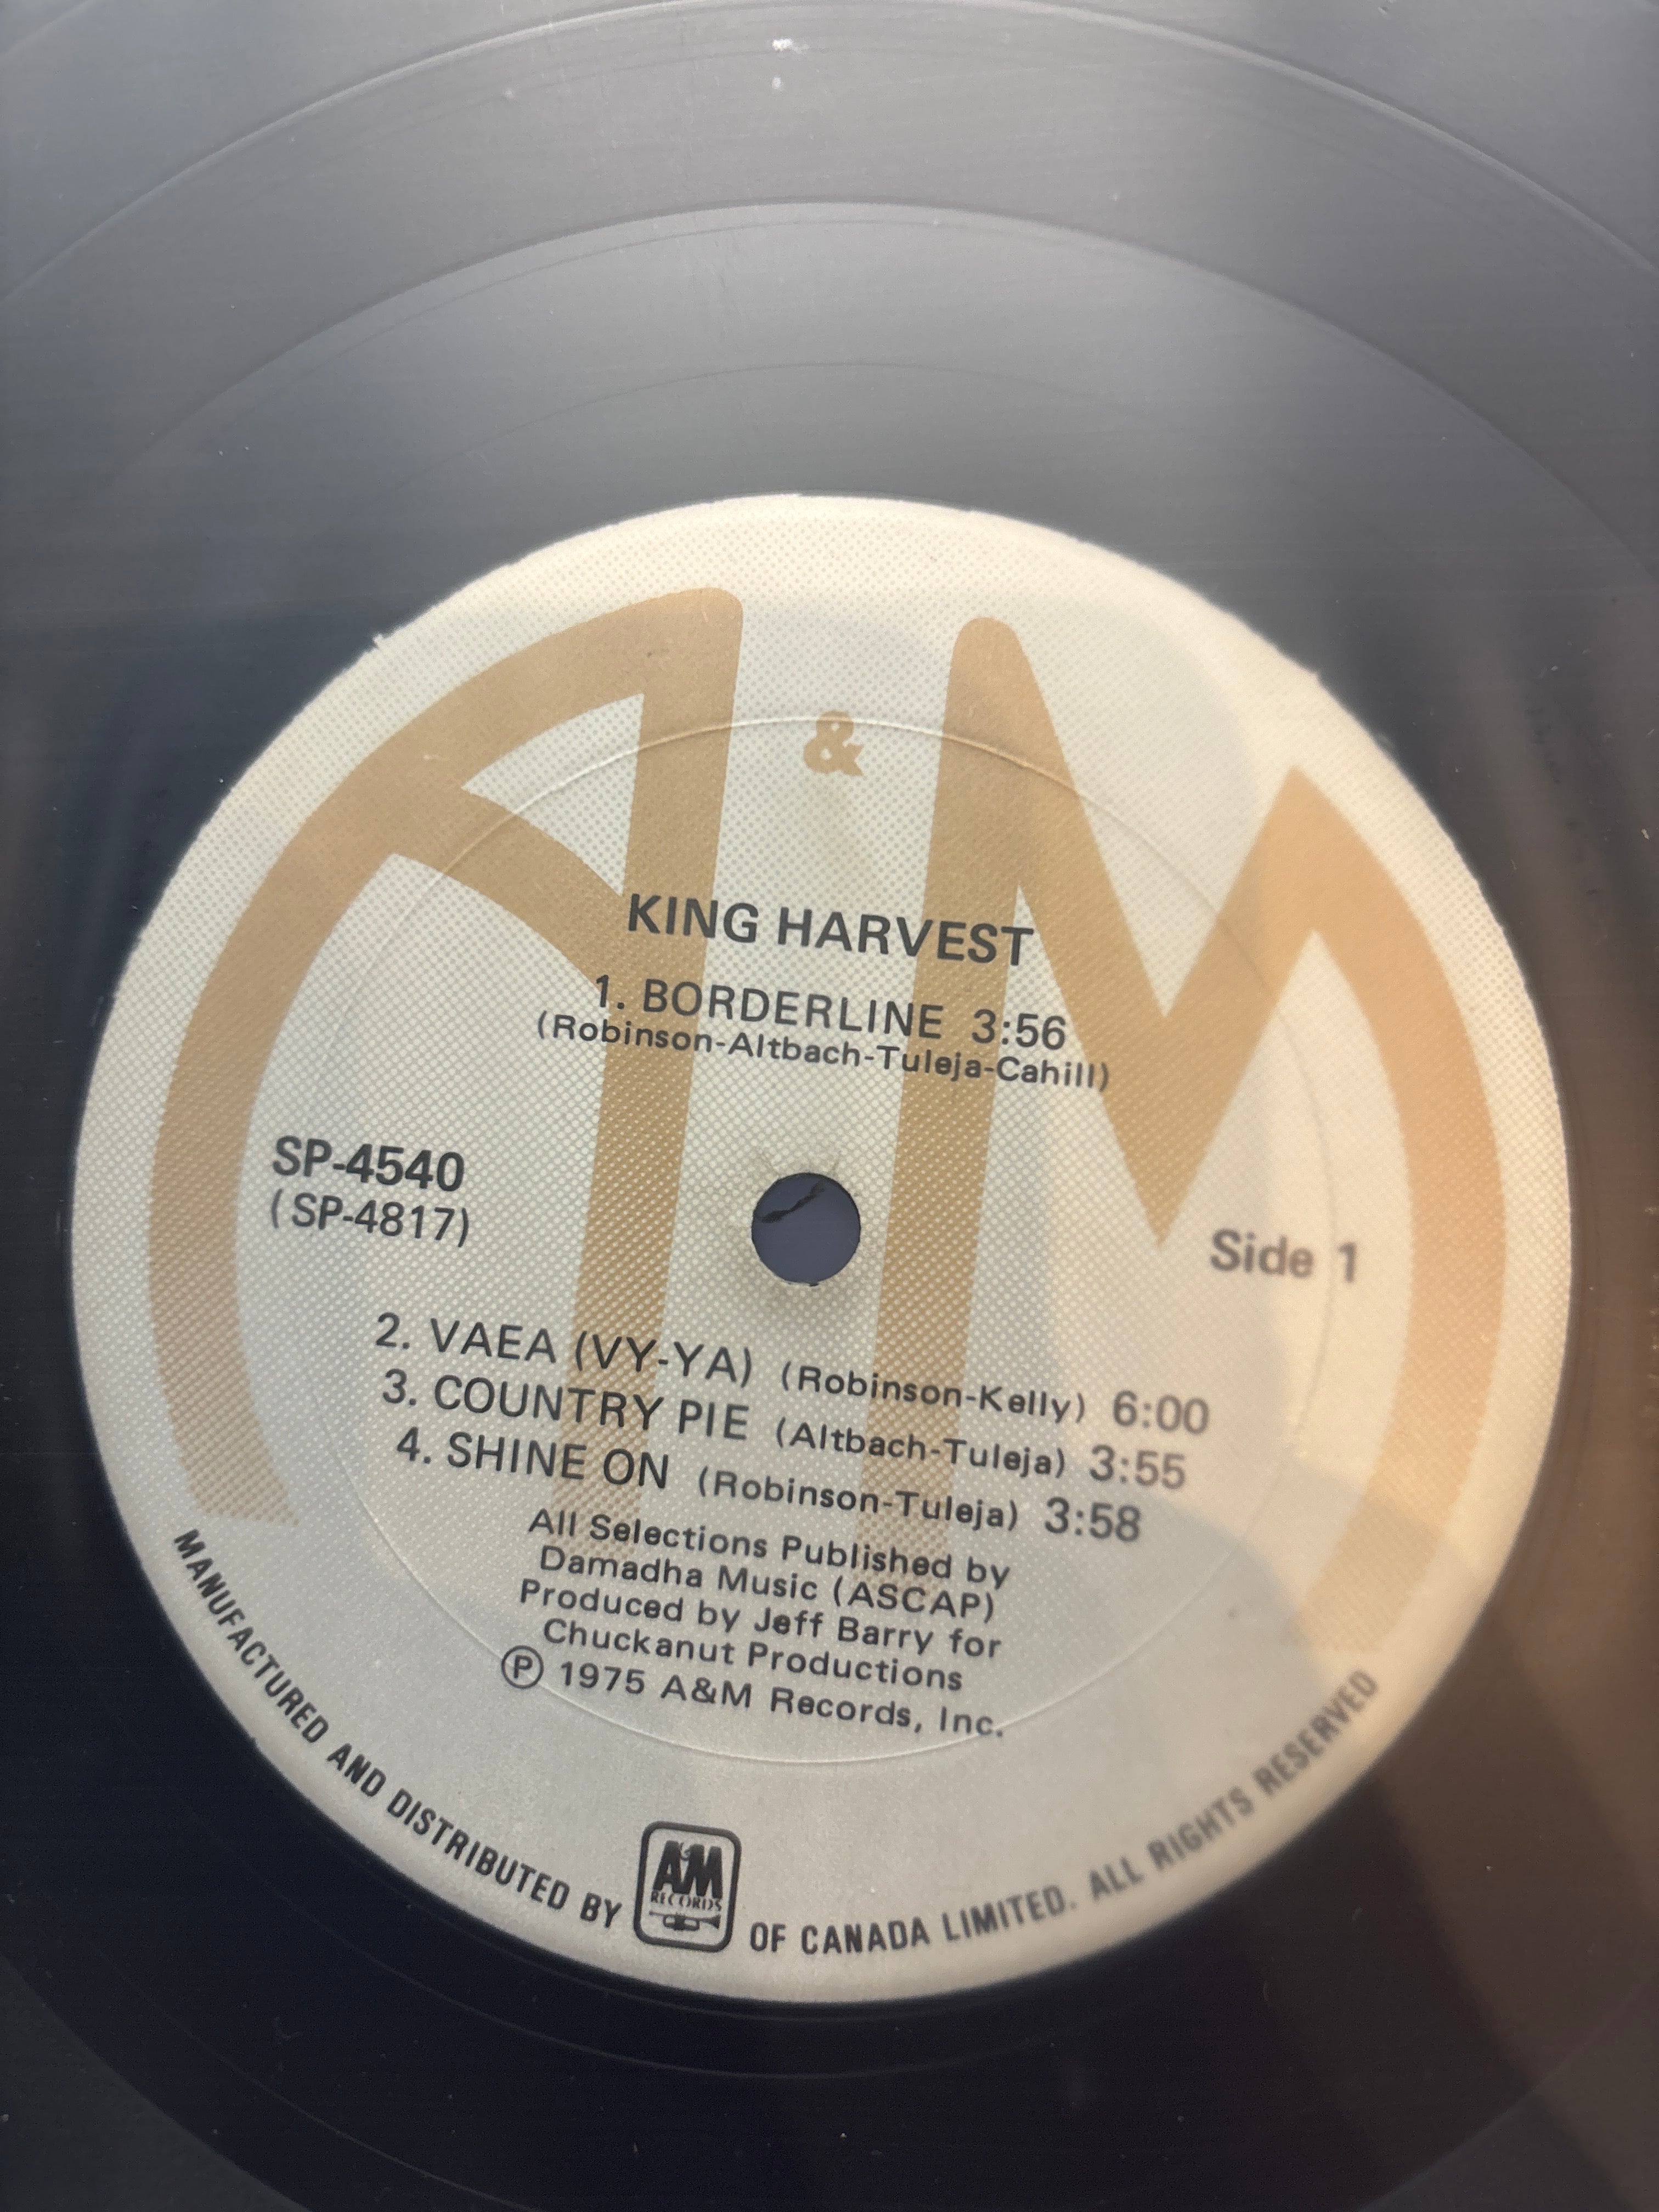 A & M
KING HARVEST
1. BORDERLINE 3:56
(Robinson-Altbach-Tuleja-Cahill)
SP-4540
(SP-4817)
Side 1
2. VAEA (VY-YA) (Robinson-Kelly) 6:00
3. COUNTRY PIE (Altbach-Tuleja) 3:55
4. SHINE ON (Robinson-Tuleja) 3:58
All Selections Published by
Damadha Music (ASCAP)
Produced by Jeff Barry for
Chuckanut Productions
℗ 1975 A&M Records, Inc.
MANUFACTURED AND DISTRIBUTED BY A&M RECORDS OF CANADA LIMITED. ALL RIGHTS RESERVED